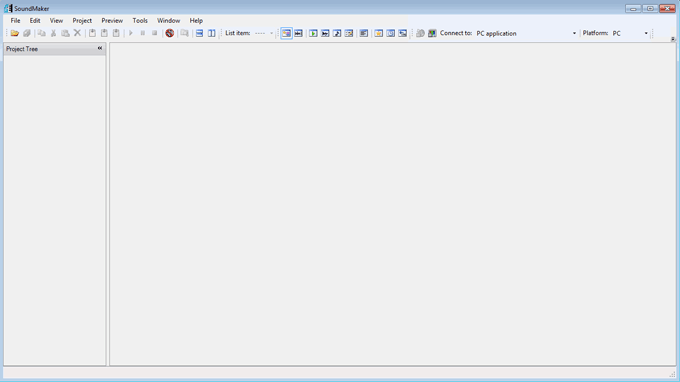 SoundMaker
File Edit View Project Preview Tools Window Help
List item: ---- Connect to: PC application Platform: PC
Project Tree